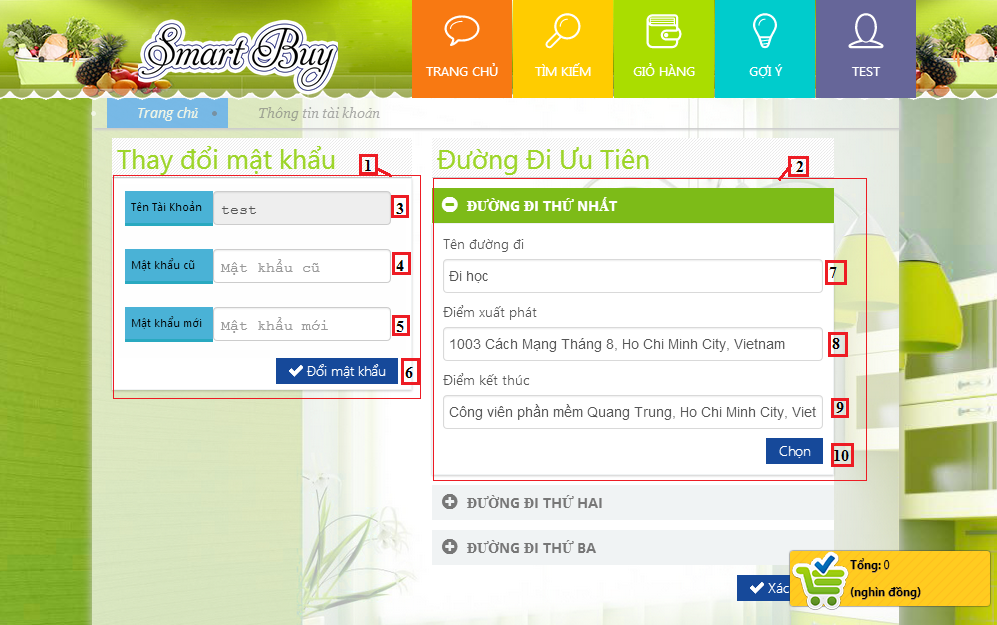 Smart Buy
TRANG CHỦ
TÌM KIẾM
GIỎ HÀNG
GỢI Ý
TEST
Trang chủ
Thông tin tài khoản
Thay đổi mật khẩu
1
Tên Tài Khoản
test
3
Mật khẩu cũ
Mật khẩu cũ
4
Mật khẩu mới
Mật khẩu mới
5
Đổi mật khẩu
6
Đường Đi Ưu Tiên
2
ĐƯỜNG ĐI THỨ NHẤT
Tên đường đi
Đi học
7
Điểm xuất phát
1003 Cách Mạng Tháng 8, Ho Chi Minh City, Vietnam
8
Điểm kết thúc
Công viên phần mềm Quang Trung, Ho Chi Minh City, Viet
9
Chọn
10
ĐƯỜNG ĐI THỨ HAI
ĐƯỜNG ĐI THỨ BA
Xác
Tổng: 0
(nghìn đồng)